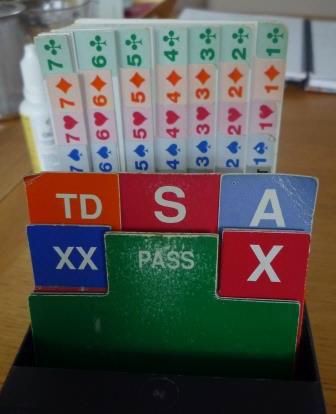 7♣ 6♣ 5♣ 4♣ 3♣ 2♣ 1♣
7♦ 6♦ 5♦ 4♦ 3♦ 2♦ 1♦
7♥ 6♥ 5♥ 4♥ 3♥ 2♥ 1♥
7♠ 6♠ 5♠ 4♠ 3♠ 2♠ 1♠
TD S A
XX PASS X